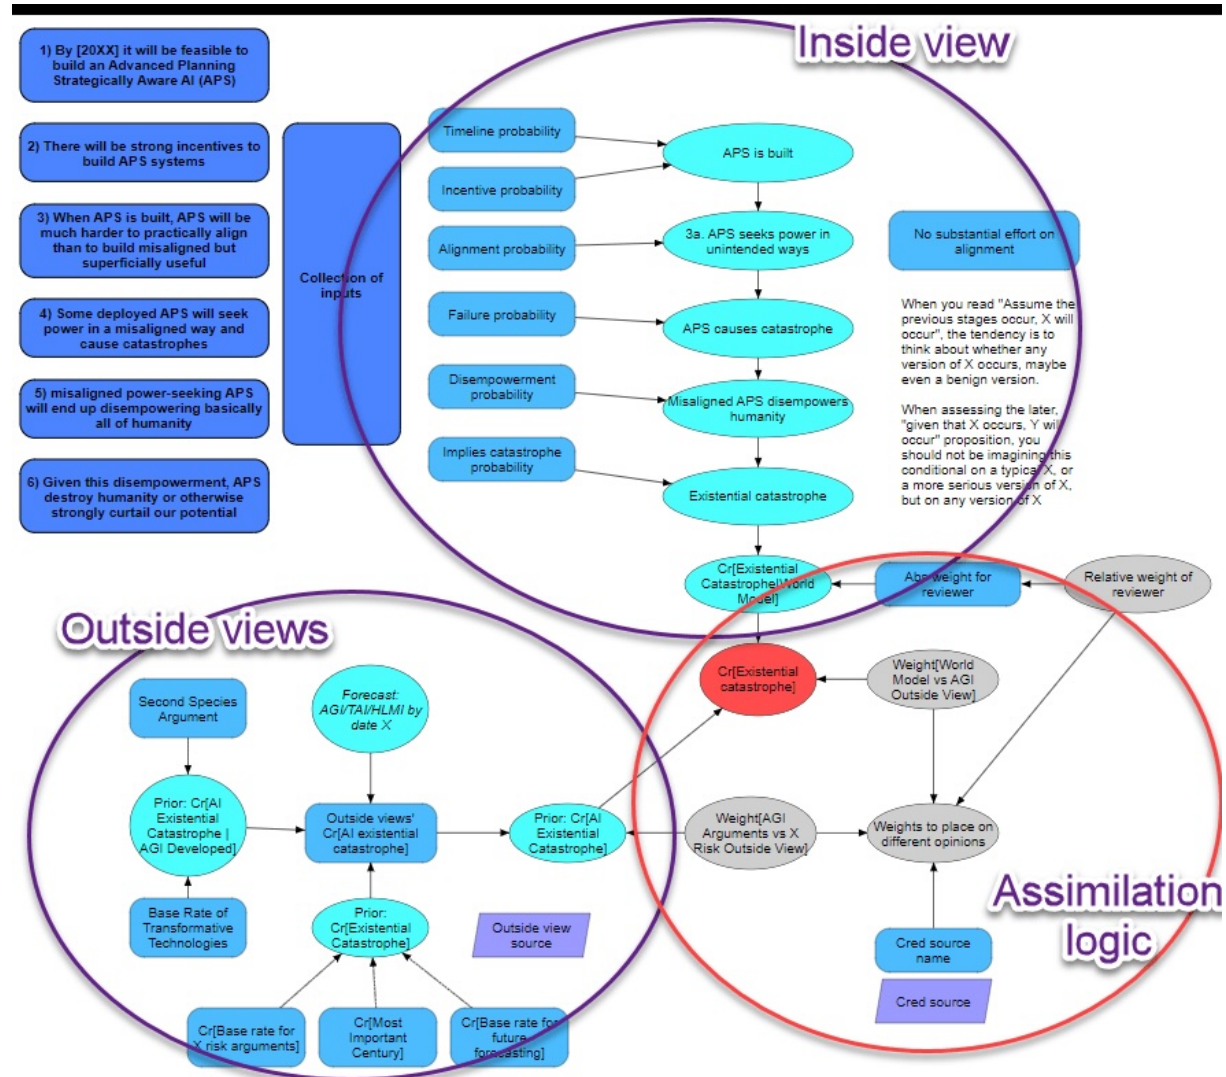 Inside view
1) By [20XX] it will be feasible to
build an Advanced Planning
Strategically Aware AI (APS)
2) There will be strong incentives to
build APS systems
3) When APS is built, APS will be
much harder to practically align
than to build misaligned but
superficially useful
4) Some deployed APS will seek
power in a misaligned way and
cause catastrophes
5) misaligned power-seeking APS
will end up disempowering basically
all of humanity
6) Given this disempowerment, APS
destroy humanity or otherwise
strongly curtail our potential
Collection of
inputs
Timeline probability
Incentive probability
Alignment probability
Failure probability
Disempowerment
probability
Implies catastrophe
probability
APS is built
3a. APS seeks power in
unintended ways
APS causes catastrophe
Misaligned APS disempowers
humanity
Existential catastrophe
Cr[Existential
Catastrophe|World
Model]
No substantial effort on
alignment
When you read "Assume the
previous stages occur, X will
occur", the tendency is to
think about whether any
version of X occurs, maybe
even a benign version.
When assessing the later,
"given that X occurs, Y will
occur" proposition, you
should not be imagining this
conditional on a typical X, or
a more serious version of X,
but on any version of X
Abs weight for
reviewer
Relative weight of
reviewer
Outside views
Second Species
Argument
Forecast:
AGI/TAI/HLMI by
date X
Prior: Cr[AI
Existential
Catastrophe |
AGI Developed]
Outside views'
Cr[AI existential
catastrophe]
Prior: Cr[AI
Existential
Catastrophe]
Base Rate of
Transformative
Technologies
Prior:
Cr[Existential
Catastrophe]
Outside view
source
Cr[Base rate for
X risk arguments]
Cr[Most
Important
Century]
Cr[Base rate for
future
forecasting]
Cr[Existential
catastrophe]
Weight[World
Model vs AGI
Outside View]
Weight[AGI
Arguments vs X
Risk Outside View]
Weights to place on
different opinions
Assimilation
logic
Cred source
name
Cred source